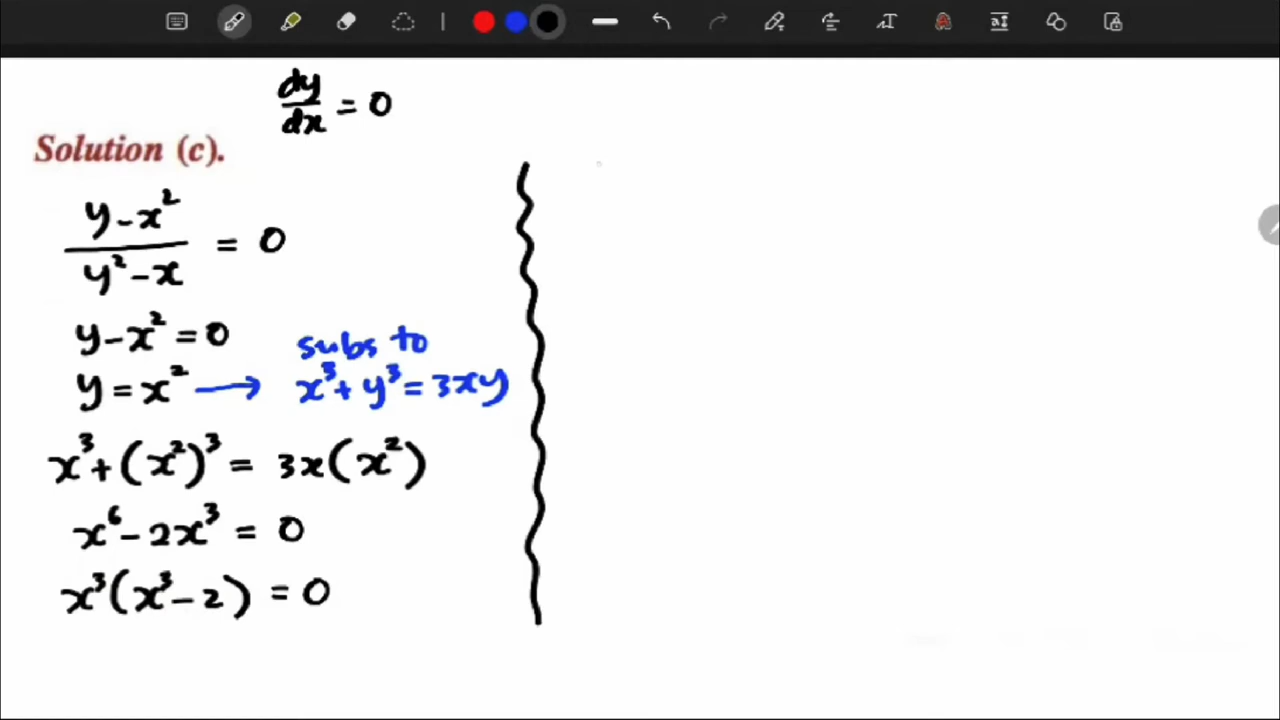 dy/dx = 0
Solution (c).
(y-x²)/(y²-x) = 0
y-x² = 0
subs to
y = x² → x³ + y³ = 3xy
x³ + (x²)³ = 3x(x²)
x⁶ - 2x³ = 0
x³(x³-2) = 0